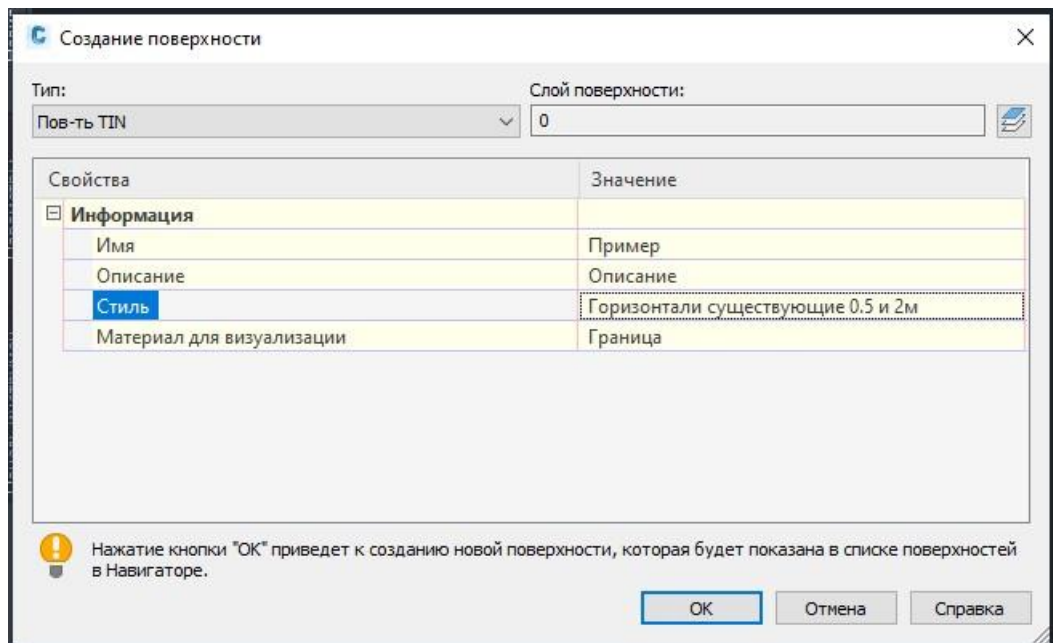 Создание поверхности
Тип:
Слой поверхности:
Пов-ть TIN
0
Свойства
Значение
Информация
Имя
Пример
Описание
Описание
Стиль
Горизонтали существующие 0.5 и 2м
Материал для визуализации
Граница
Нажатие кнопки "ОК" приведет к созданию новой поверхности, которая будет показана в списке поверхностей
в Навигаторе.
ОК
Отмена
Справка